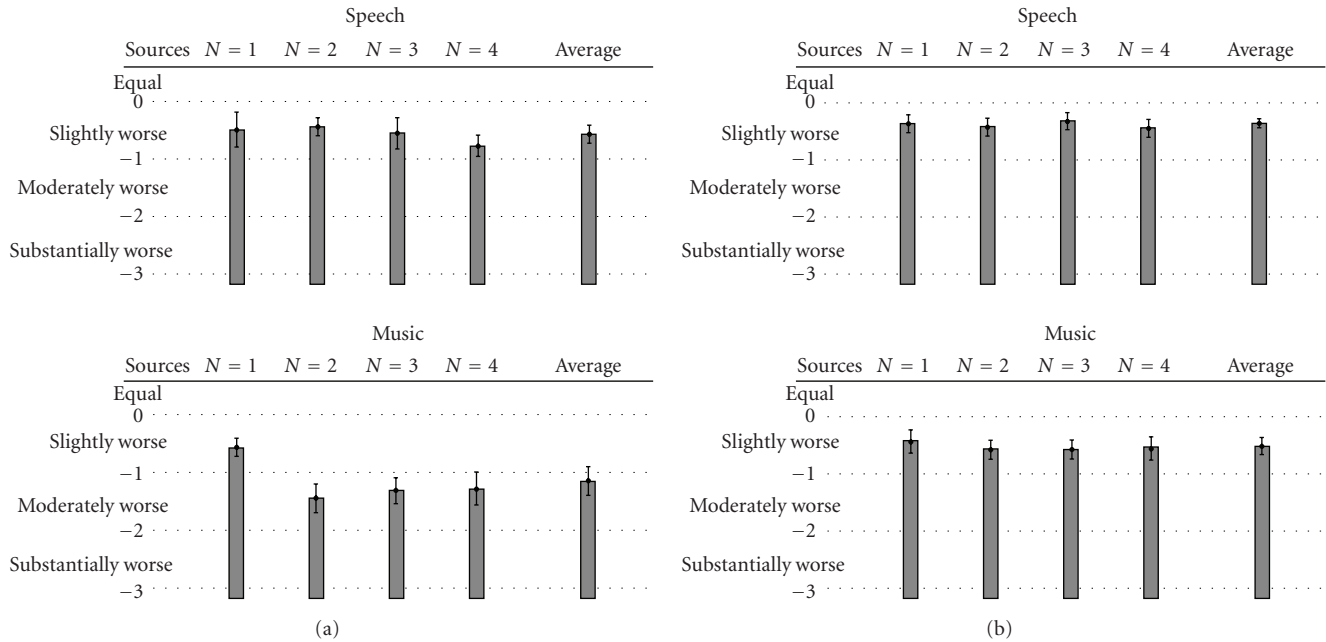 Speech
Sources N = 1 N = 2 N = 3 N = 4 Average
Equal
0
Slightly worse
−1
Moderately worse
−2
Substantially worse
−3
Music
Sources N = 1 N = 2 N = 3 N = 4 Average
Equal
0
Slightly worse
−1
Moderately worse
−2
Substantially worse
−3
(a)
Speech
Sources N = 1 N = 2 N = 3 N = 4 Average
Equal
0
Slightly worse
−1
Moderately worse
−2
Substantially worse
−3
Music
Sources N = 1 N = 2 N = 3 N = 4 Average
Equal
0
Slightly worse
−1
Moderately worse
−2
Substantially worse
−3
(b)